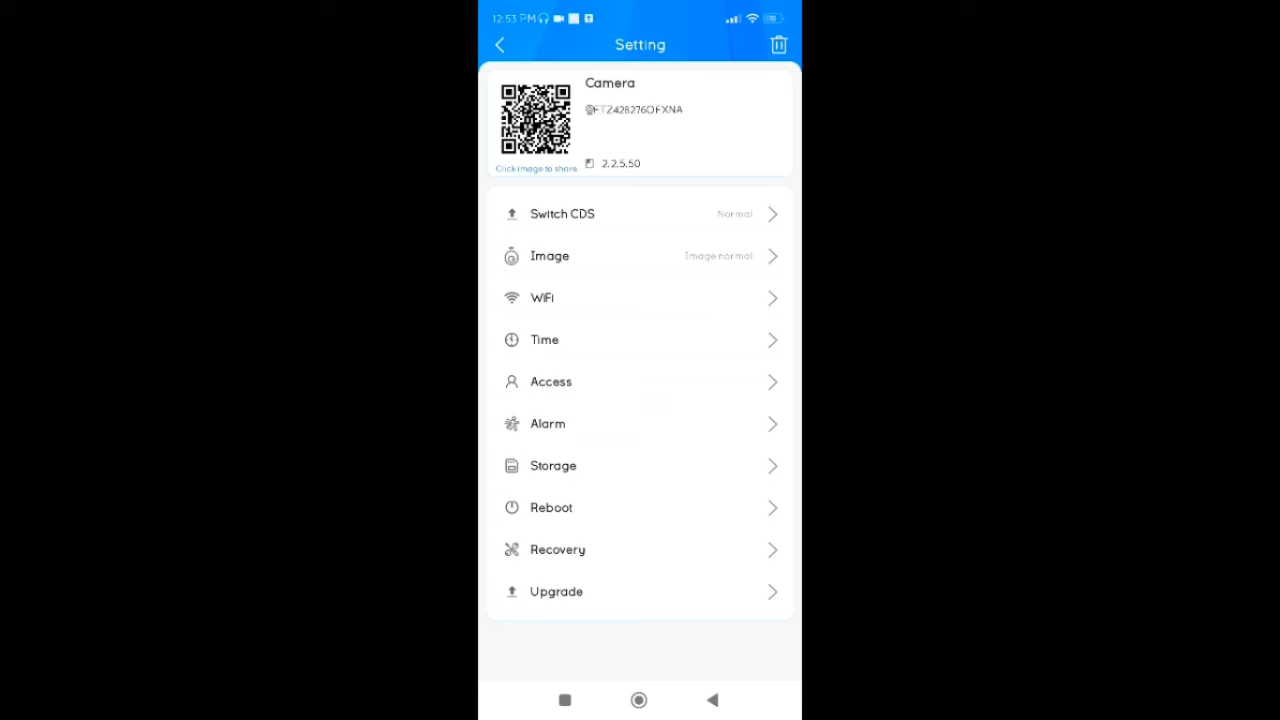 12:53 PM
Setting
Camera
FTZ428276OFXNA
Click image to share
2.2.5.50
Switch CDS
Normal
Image
Image normal
WiFi
Time
Access
Alarm
Storage
Reboot
Recovery
Upgrade